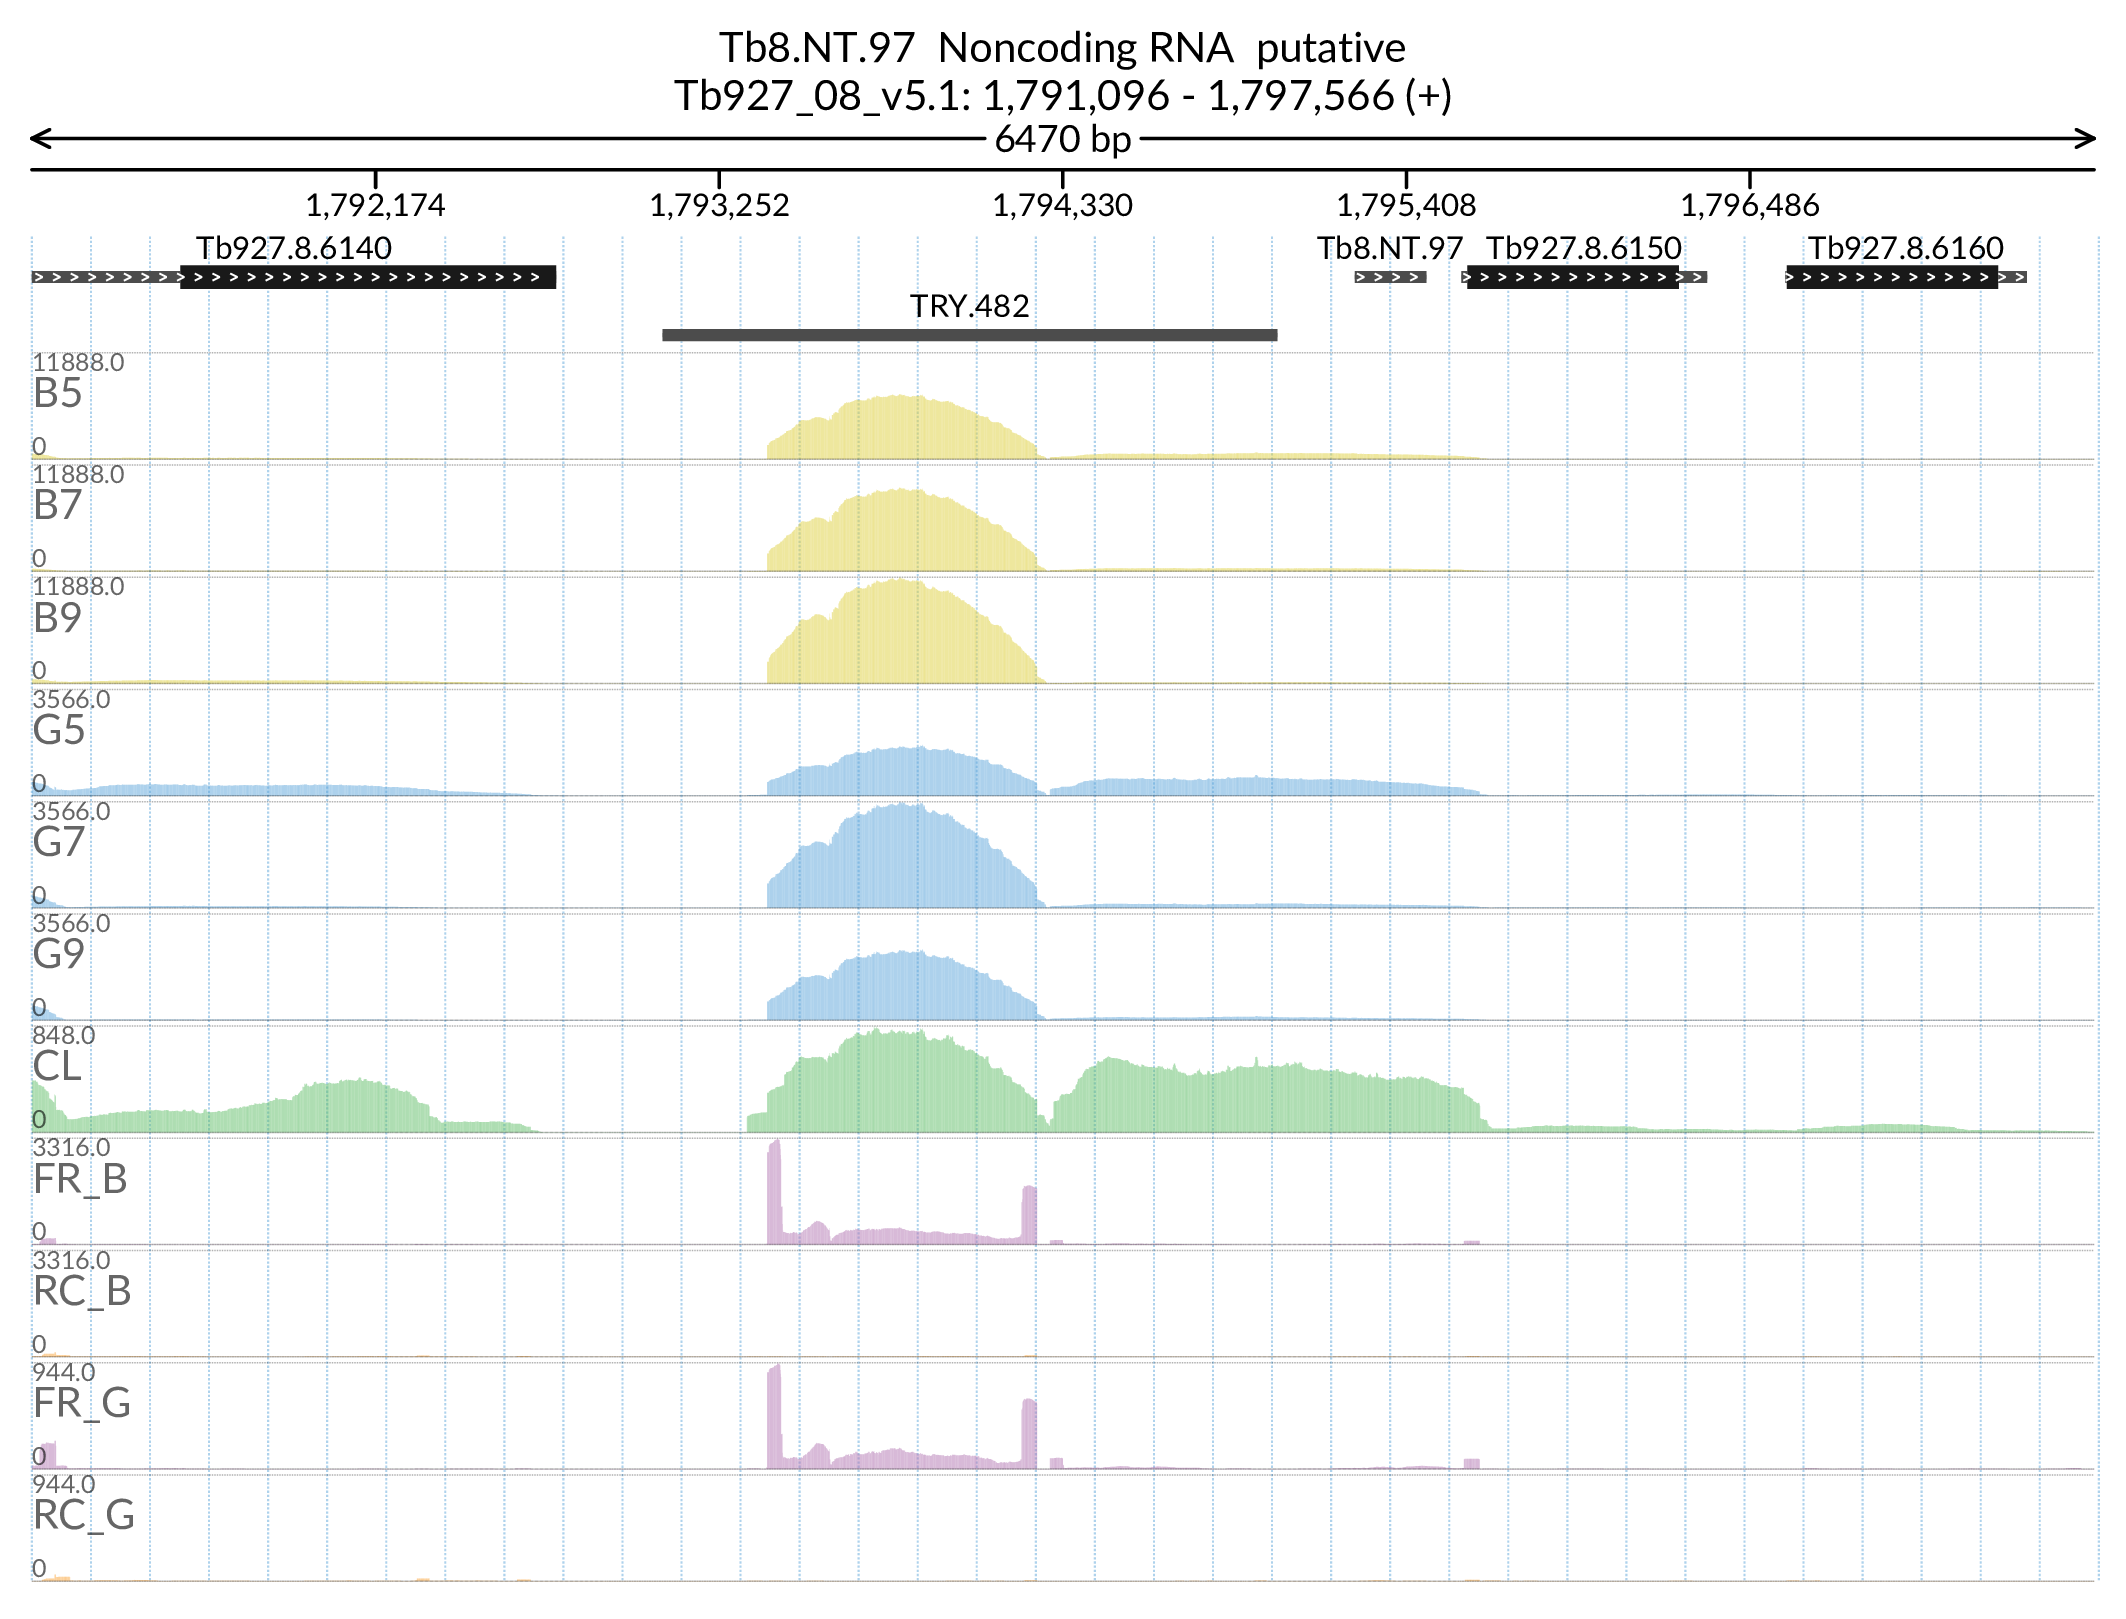 Tb8.NT.97  Noncoding RNA  putative
Tb927_08_v5.1: 1,791,096 - 1,797,566 (+)
6470 bp
1,792,174 1,793,252 1,794,330 1,795,408 1,796,486
Tb927.8.6140 Tb8.NT.97 Tb927.8.6150 Tb927.8.6160
TRY.482
11888.0
B5
0
11888.0
B7
0
11888.0
B9
0
3566.0
G5
0
3566.0
G7
0
3566.0
G9
0
848.0
CL
0
3316.0
FR_B
0
3316.0
RC_B
0
944.0
FR_G
0
944.0
RC_G
0